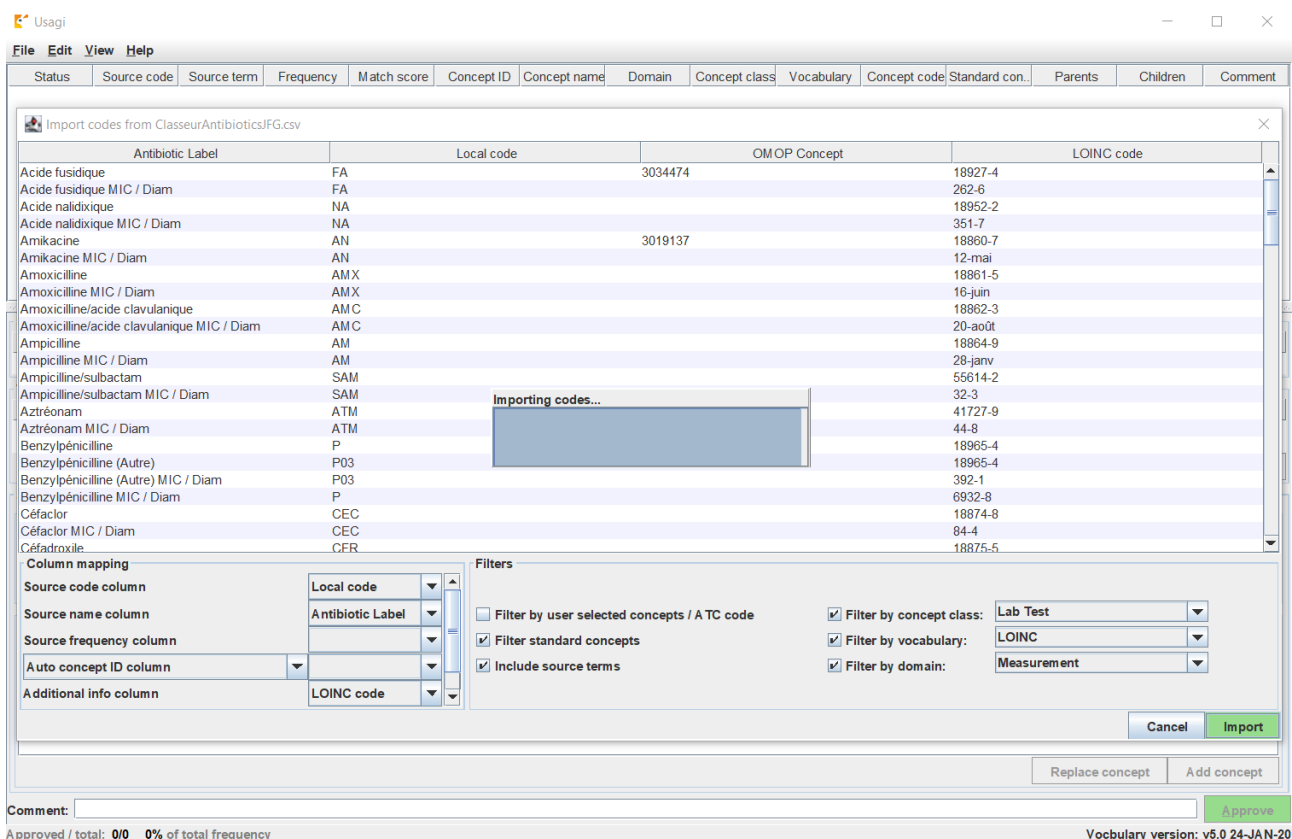 Usagi
File Edit View Help
Status Source code Source term Frequency Match score Concept ID Concept name Domain Concept class Vocabulary Concept code Standard con.. Parents Children Comment
Import codes from ClasseurAntibioticsJFG.csv
Antibiotic Label Local code OMOP Concept LOINC code
Acide fusidique FA 3034474 18927-4
Acide fusidique MIC / Diam FA 262-6
Acide nalidixique NA 18952-2
Acide nalidixique MIC / Diam NA 351-7
Amikacine AN 3019137 18860-7
Amikacine MIC / Diam AN 12-mai
Amoxicilline AMX 18861-5
Amoxicilline MIC / Diam AMX 16-juin
Amoxicilline/acide clavulanique AMC 18862-3
Amoxicilline/acide clavulanique MIC / Diam AMC 20-août
Ampicilline AM 18864-9
Ampicilline MIC / Diam AM 28-janv
Ampicilline/sulbactam SAM 55614-2
Ampicilline/sulbactam MIC / Diam SAM 32-3
Importing codes...
Aztréonam ATM 41727-9
Aztréonam MIC / Diam ATM 44-8
Benzylpénicilline P 18965-4
Benzylpénicilline (Autre) P03 18965-4
Benzylpénicilline (Autre) MIC / Diam P03 392-1
Benzylpénicilline MIC / Diam P 6932-8
Céfaclor CEC 18874-8
Céfaclor MIC / Diam CEC 84-4
Céfadroxile CFR 18875-5
Column mapping
Source code column Local code
Source name column Antibiotic Label
Source frequency column
Auto concept ID column
Additional info column LOINC code
Filters
Filter by user selected concepts / ATC code Filter by concept class: Lab Test
Filter standard concepts Filter by vocabulary: LOINC
Include source terms Filter by domain: Measurement
Cancel Import
Replace concept Add concept
Comment: Approve
Approved / total: 0/0 0% of total frequency Vocbulary version: v5.0 24-JAN-20